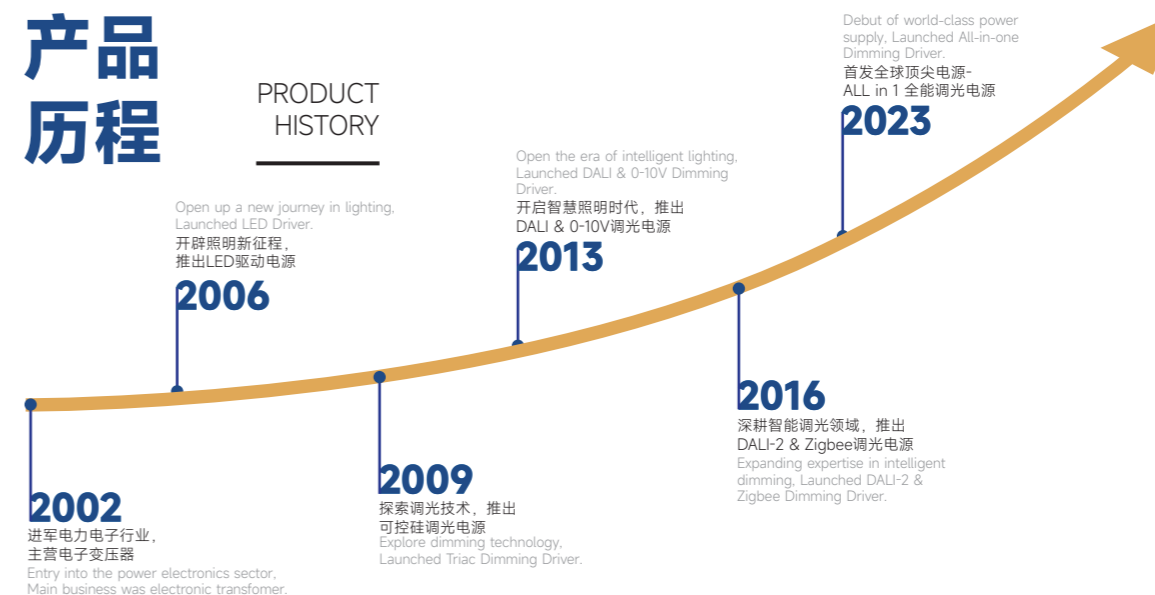 产品
历程
PRODUCT
HISTORY
Open up a new journey in lighting,
Launched LED Driver.
开辟照明新征程，
推出LED驱动电源
2006
Open the era of intelligent lighting,
Launched DALI & 0-10V Dimming
Driver.
开启智慧照明时代，推出
DALI & 0-10V调光电源
2013
Debut of world-class power
supply, Launched All-in-one
Dimming Driver.
首发全球顶尖电源-
ALL in 1 全能调光电源
2023
2002
进军电力电子行业，
主营电子变压器
Entry into the power electronics sector,
Main business was electronic transfomer.
2009
探索调光技术，推出
可控硅调光电源
Explore dimming technology,
Launched Triac Dimming Driver.
2016
深耕智能调光领域，推出
DALI-2 & Zigbee调光电源
Expanding expertise in intelligent
dimming, Launched DALI-2 &
Zigbee Dimming Driver.